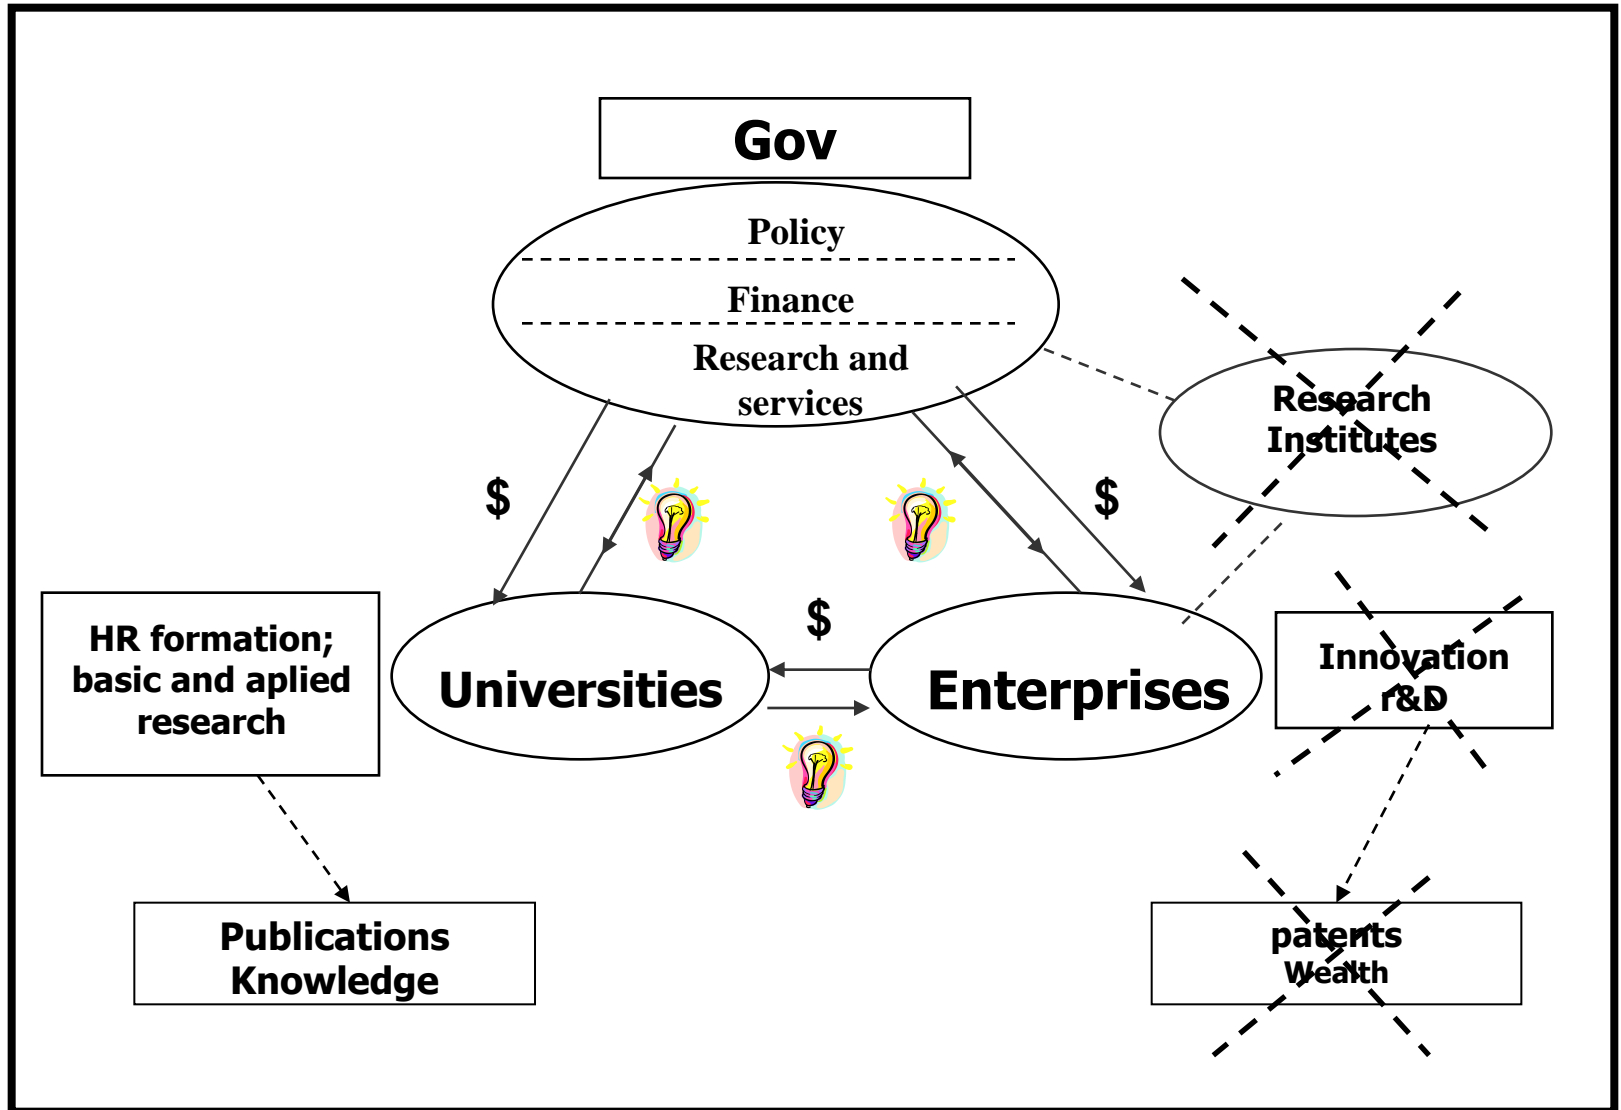 Gov
Policy
Finance
Research and
services
Research
Institutes
$
$
$
HR formation;
basic and aplied
research
Universities
Enterprises
Innovation
r&D
Publications
Knowledge
patents
Wealth